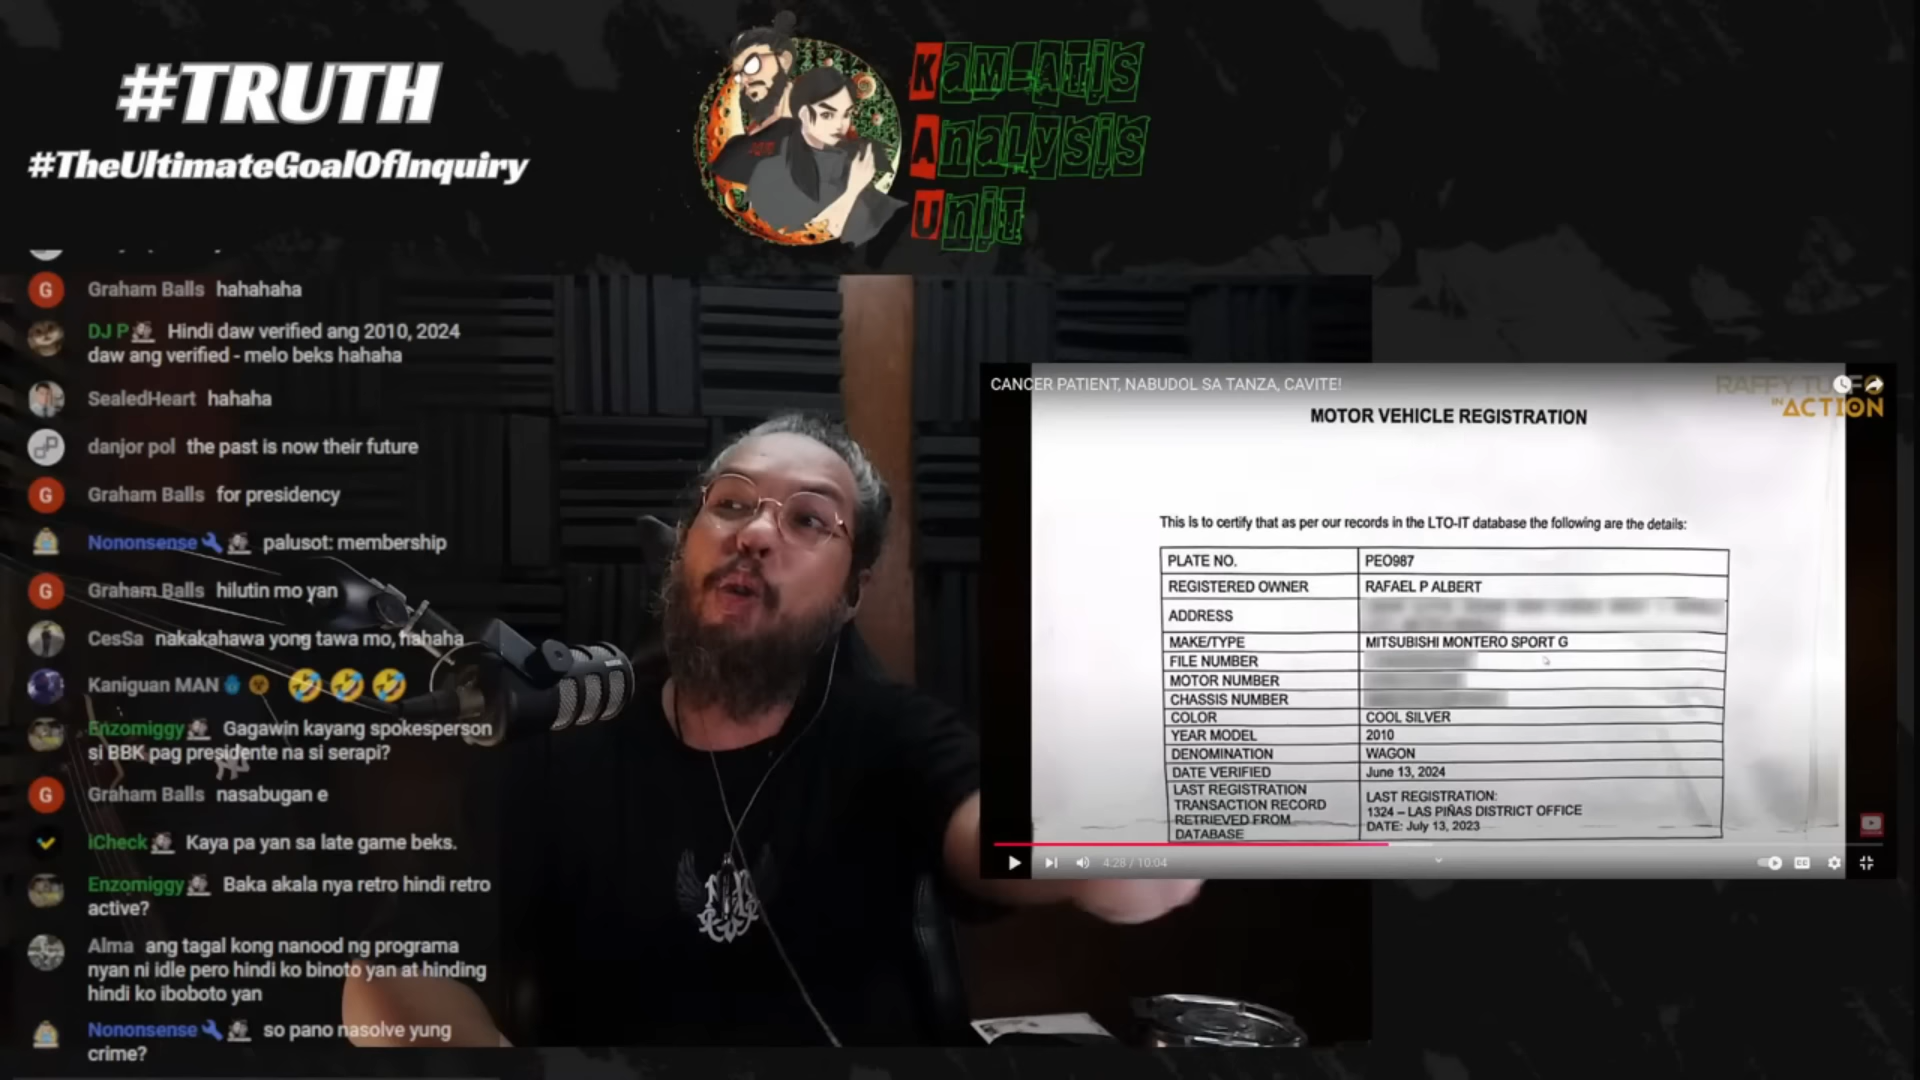 #TRUTH
#TheUltimateGoalOfInquiry
Kam-Atis
Analysis
Unit
Graham Balls hahahaha
DJ P Hindi daw verified ang 2010, 2024
daw ang verified - melo beks hahaha
SealedHeart hahaha
danjor pol the past is now their future
Graham Balls for presidency
Nononsense palusot: membership
Graham Balls hilutin mo yan
CesSa nakakahawa yong tawa mo, hahaha
Kaniguan MAN 🤣🤣🤣
Enzomiggy Gagawin kayang spokesperson
si BBK pag presidente na si serapi?
Graham Balls nasabugan e
iCheck Kaya pa yan sa late game beks.
Enzomiggy Baka akala nya retro hindi retro
active?
Alma ang tagal kong nanood ng programa
nyan ni idle pero hindi ko binoto yan at hinding
hindi ko iboboto yan
Nononsense so pano nasolve yung
crime?
CANCER PATIENT, NABUDOL SA TANZA, CAVITE!
RAFFY TULFO
IN ACTION
MOTOR VEHICLE REGISTRATION
This is to certify that as per our records in the LTO-IT database the following are the details:
PLATE NO. PEO987
REGISTERED OWNER RAFAEL P ALBERT
ADDRESS
MAKE/TYPE MITSUBISHI MONTERO SPORT G
FILE NUMBER
MOTOR NUMBER
CHASSIS NUMBER
COLOR COOL SILVER
YEAR MODEL 2010
DENOMINATION WAGON
DATE VERIFIED June 13, 2024
LAST REGISTRATION
TRANSACTION RECORD
RETRIEVED FROM
DATABASE
LAST REGISTRATION:
1324 – LAS PIÑAS DISTRICT OFFICE
DATE: July 13, 2023
4:28 / 10:04